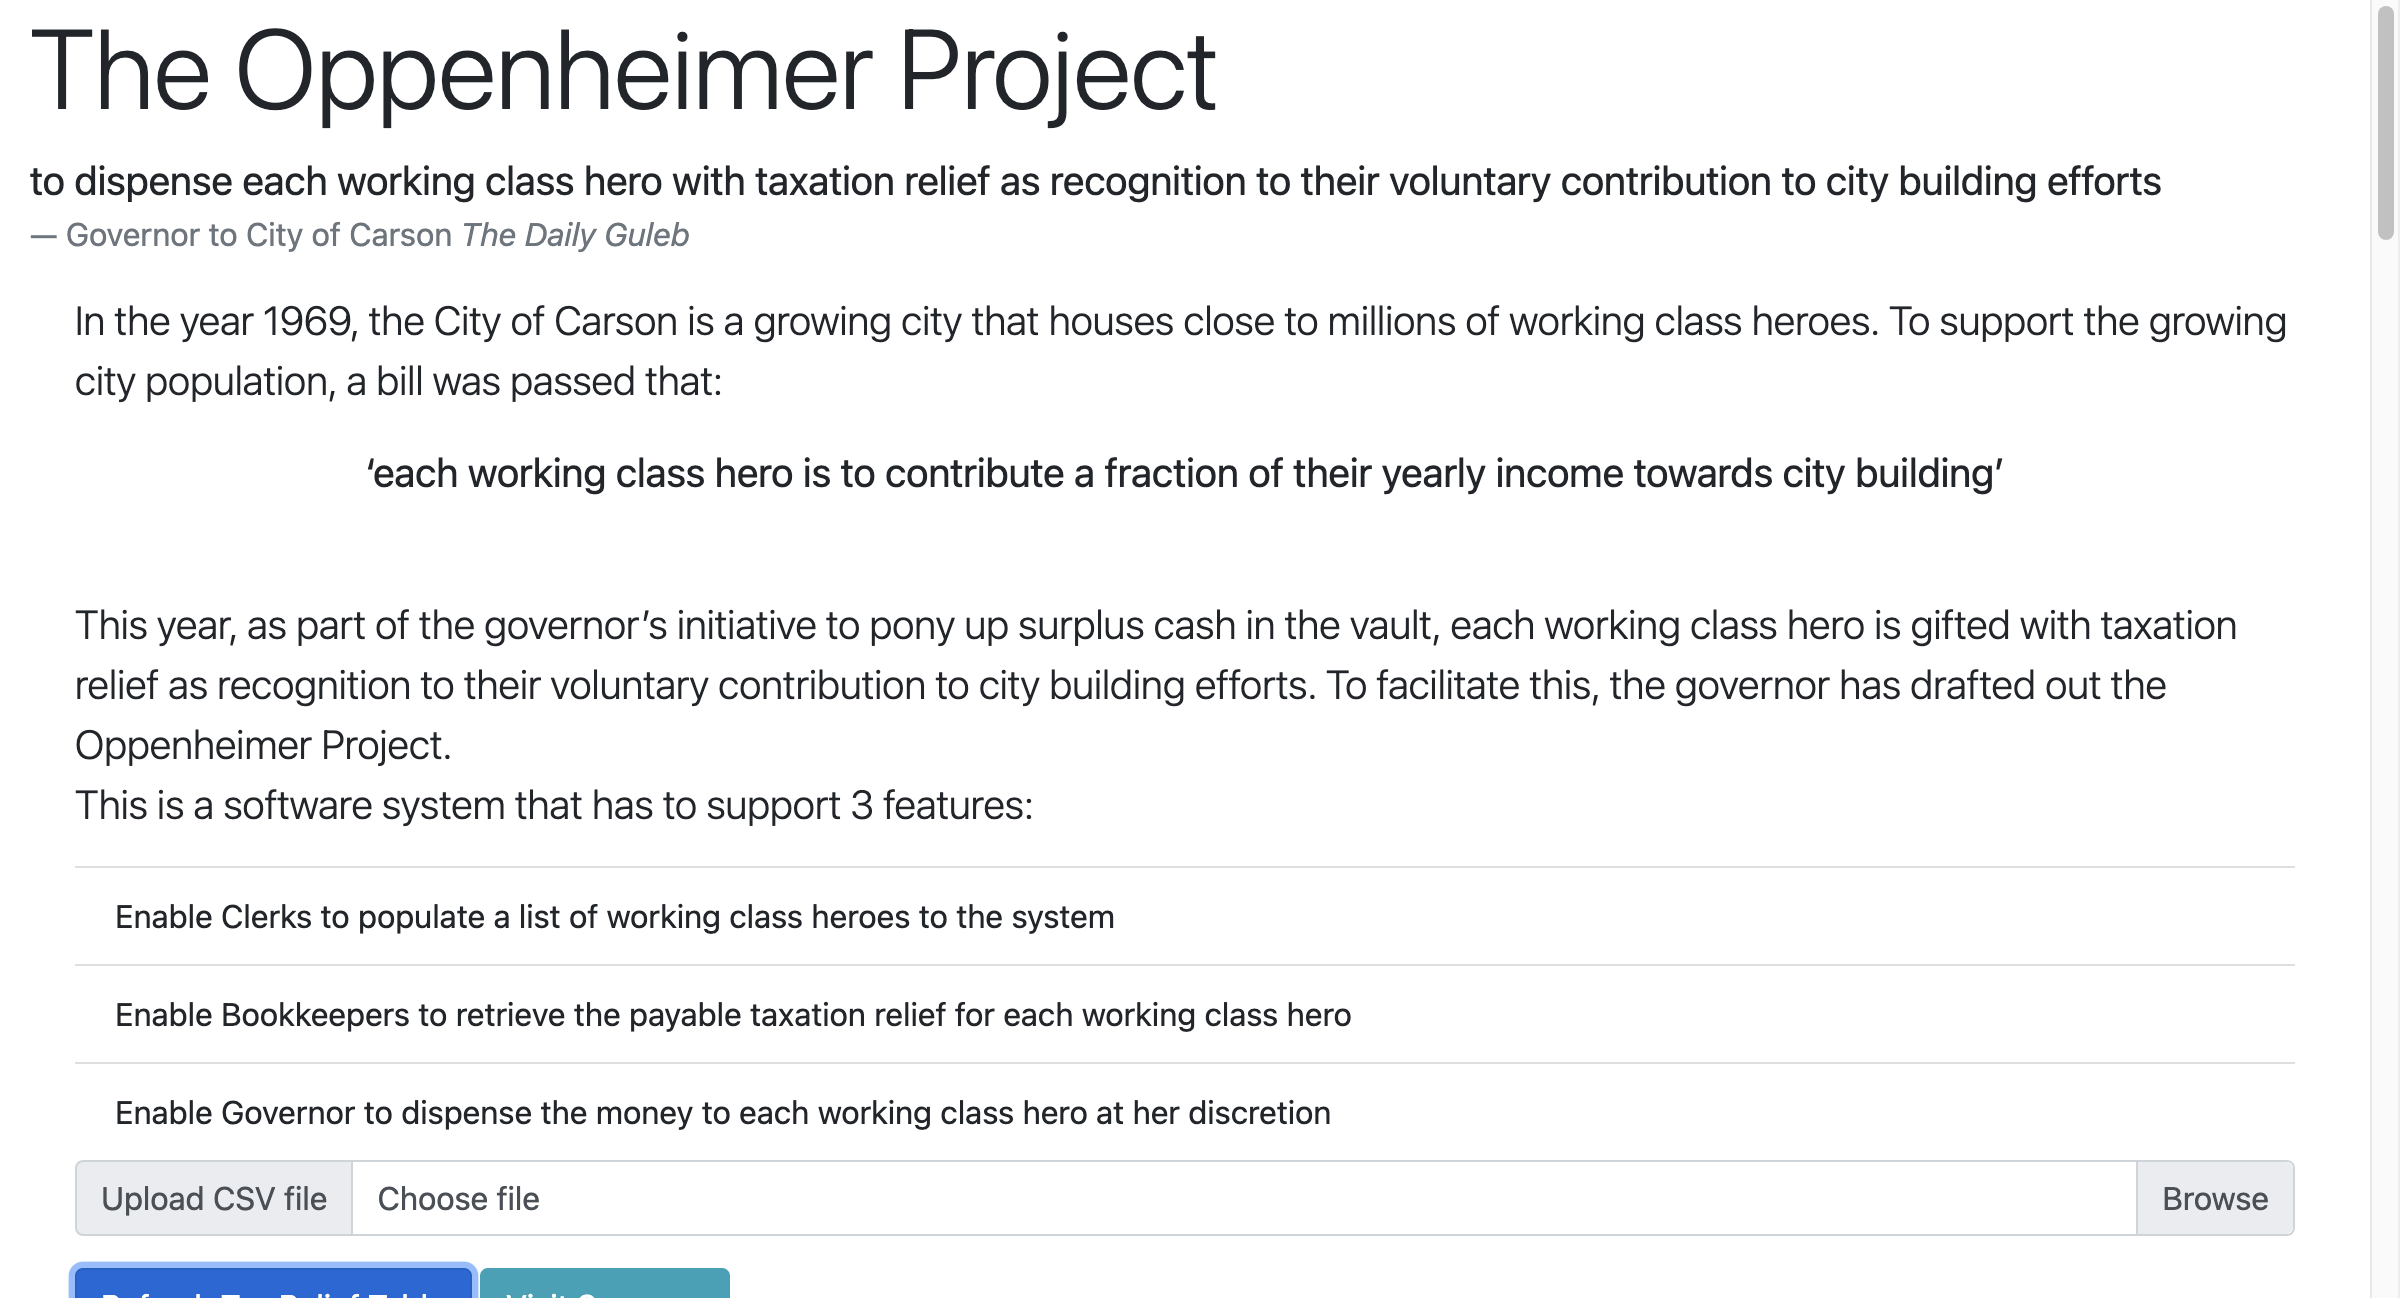 The Oppenheimer Project
to dispense each working class hero with taxation relief as recognition to their voluntary contribution to city building efforts
— Governor to City of Carson The Daily Guleb
In the year 1969, the City of Carson is a growing city that houses close to millions of working class heroes. To support the growing
city population, a bill was passed that:
‘each working class hero is to contribute a fraction of their yearly income towards city building’
This year, as part of the governor’s initiative to pony up surplus cash in the vault, each working class hero is gifted with taxation
relief as recognition to their voluntary contribution to city building efforts. To facilitate this, the governor has drafted out the
Oppenheimer Project.
This is a software system that has to support 3 features:
Enable Clerks to populate a list of working class heroes to the system
Enable Bookkeepers to retrieve the payable taxation relief for each working class hero
Enable Governor to dispense the money to each working class hero at her discretion
Upload CSV file Choose file Browse